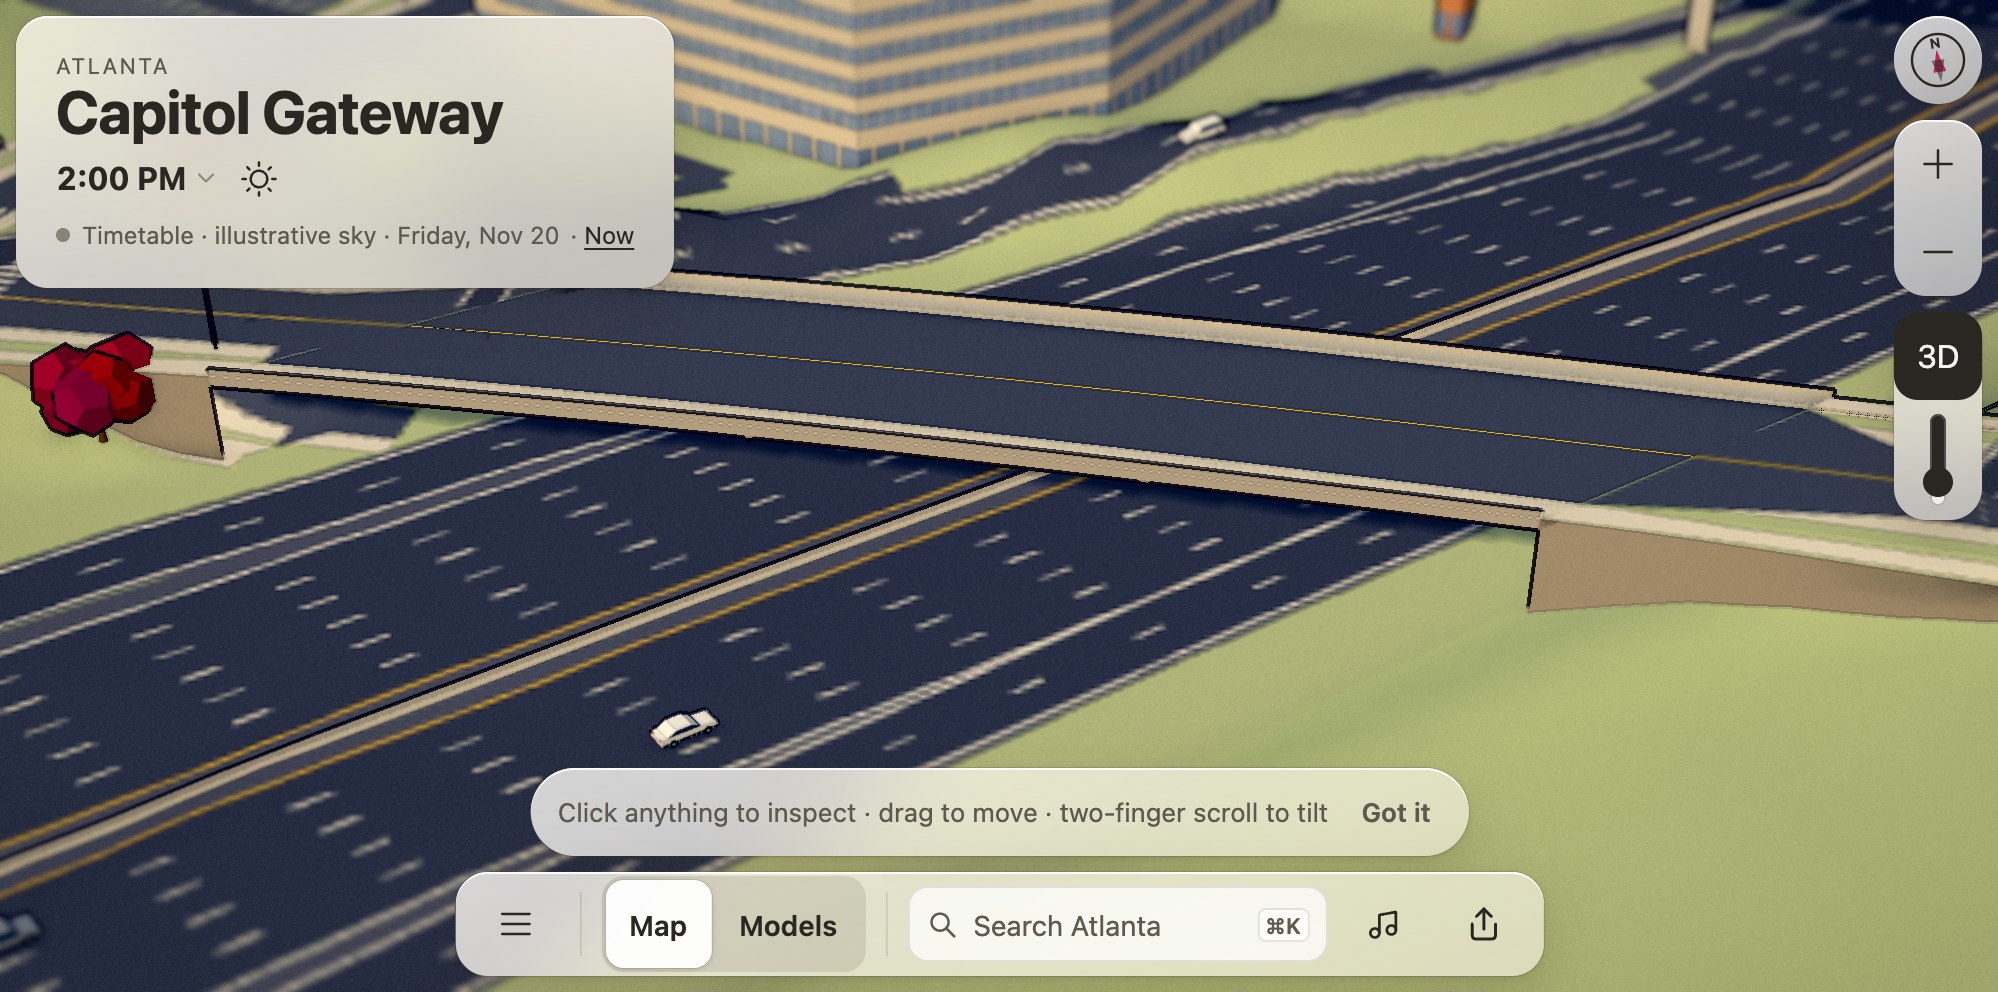 ATLANTA
Capitol Gateway
2:00 PM
Timetable · illustrative sky · Friday, Nov 20 · Now
N
3D
Click anything to inspect · drag to move · two-finger scroll to tilt Got it
Map Models Search Atlanta ⌘K